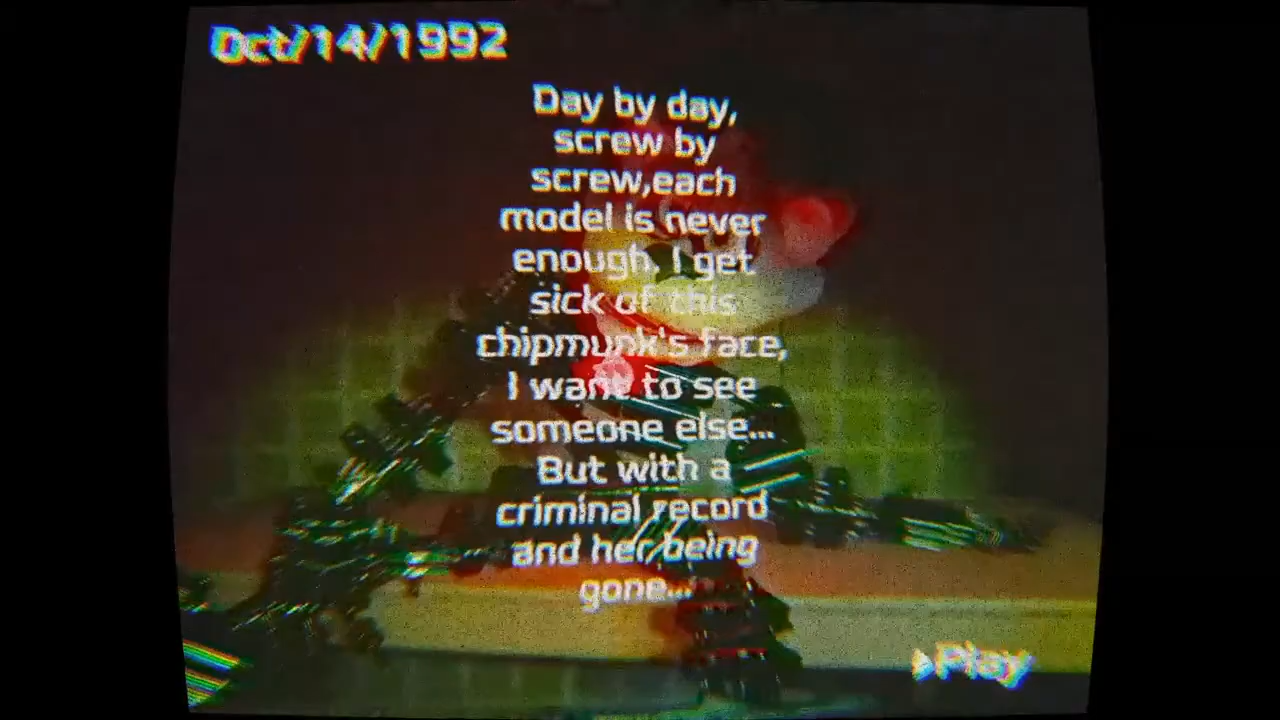 Oct/14/1992
Day by day,
screw by
screw,each
model is never
enough. I get
sick of this
chipmunk's face,
I want to see
someone else...
But with a
criminal record
and her being
gone...
Play